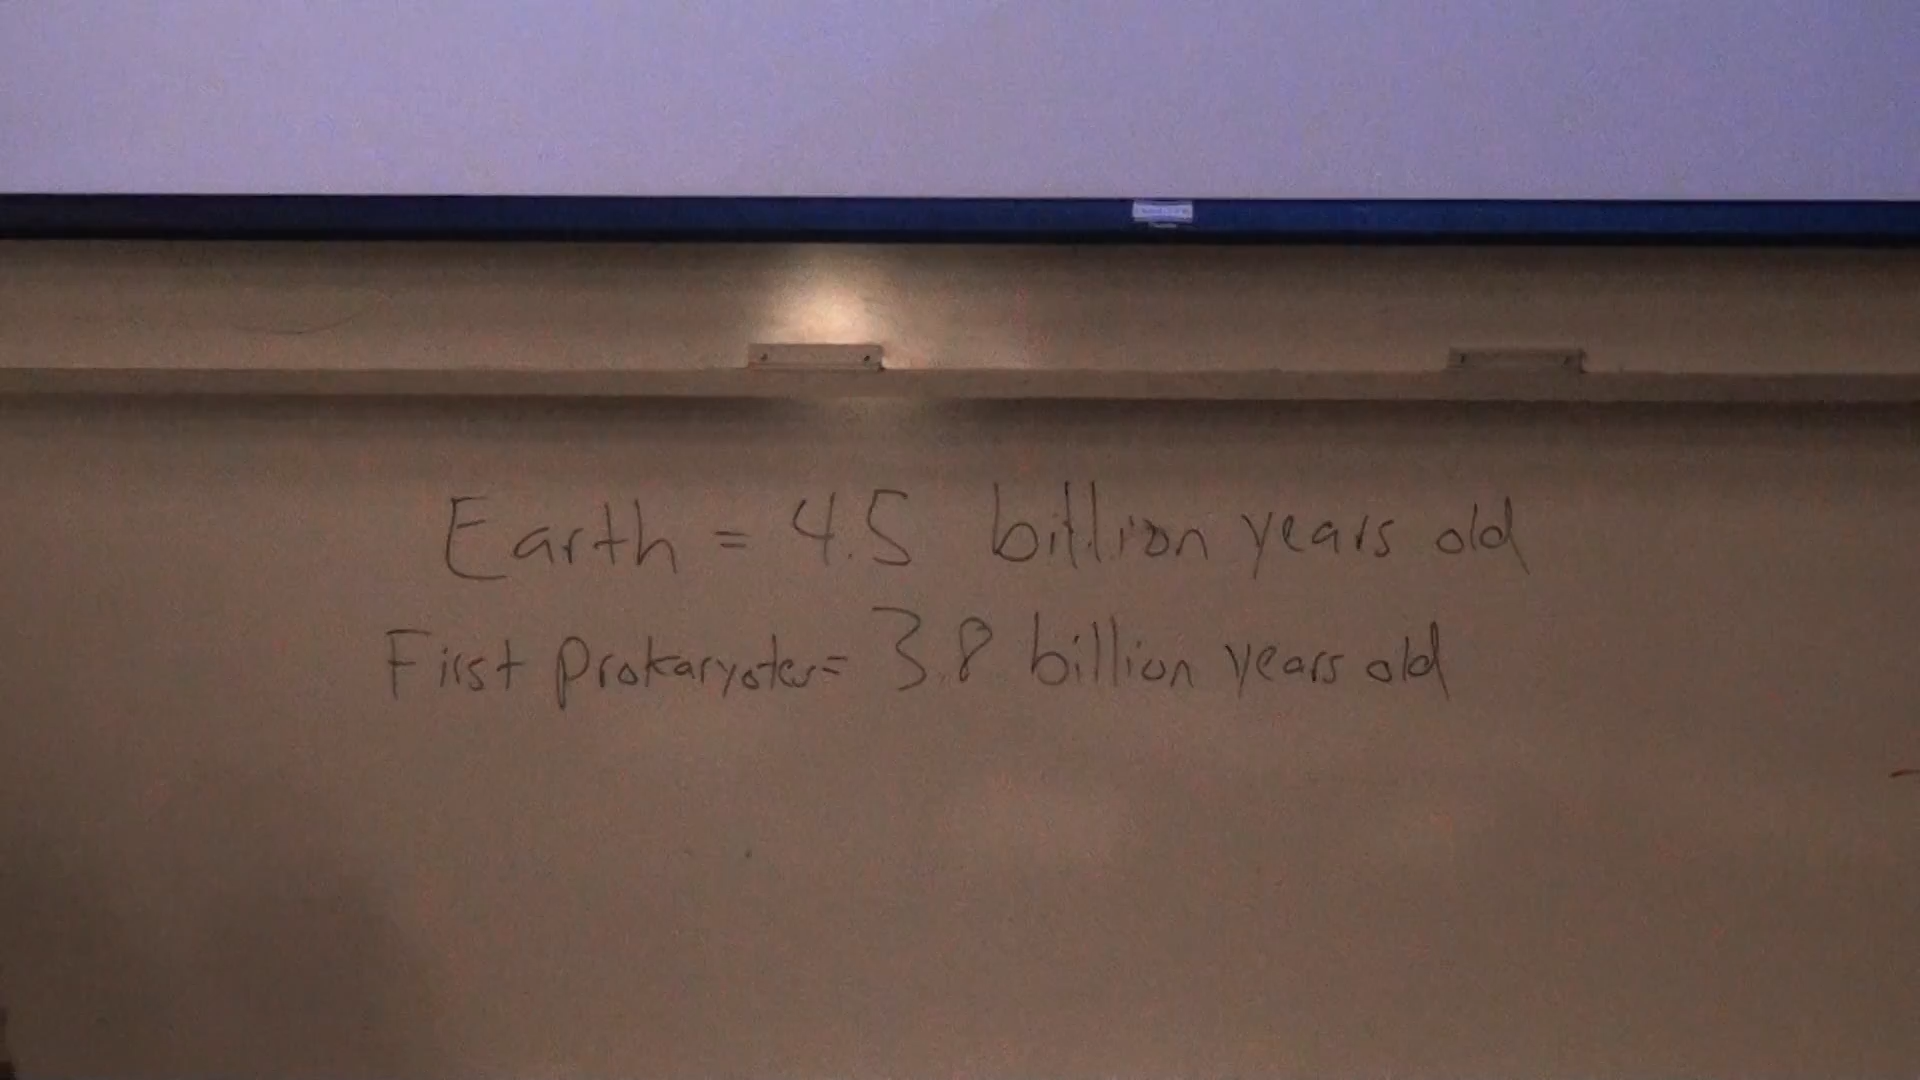 Earth = 4.5 billion years old
First Prokaryotes = 3.8 billion years old